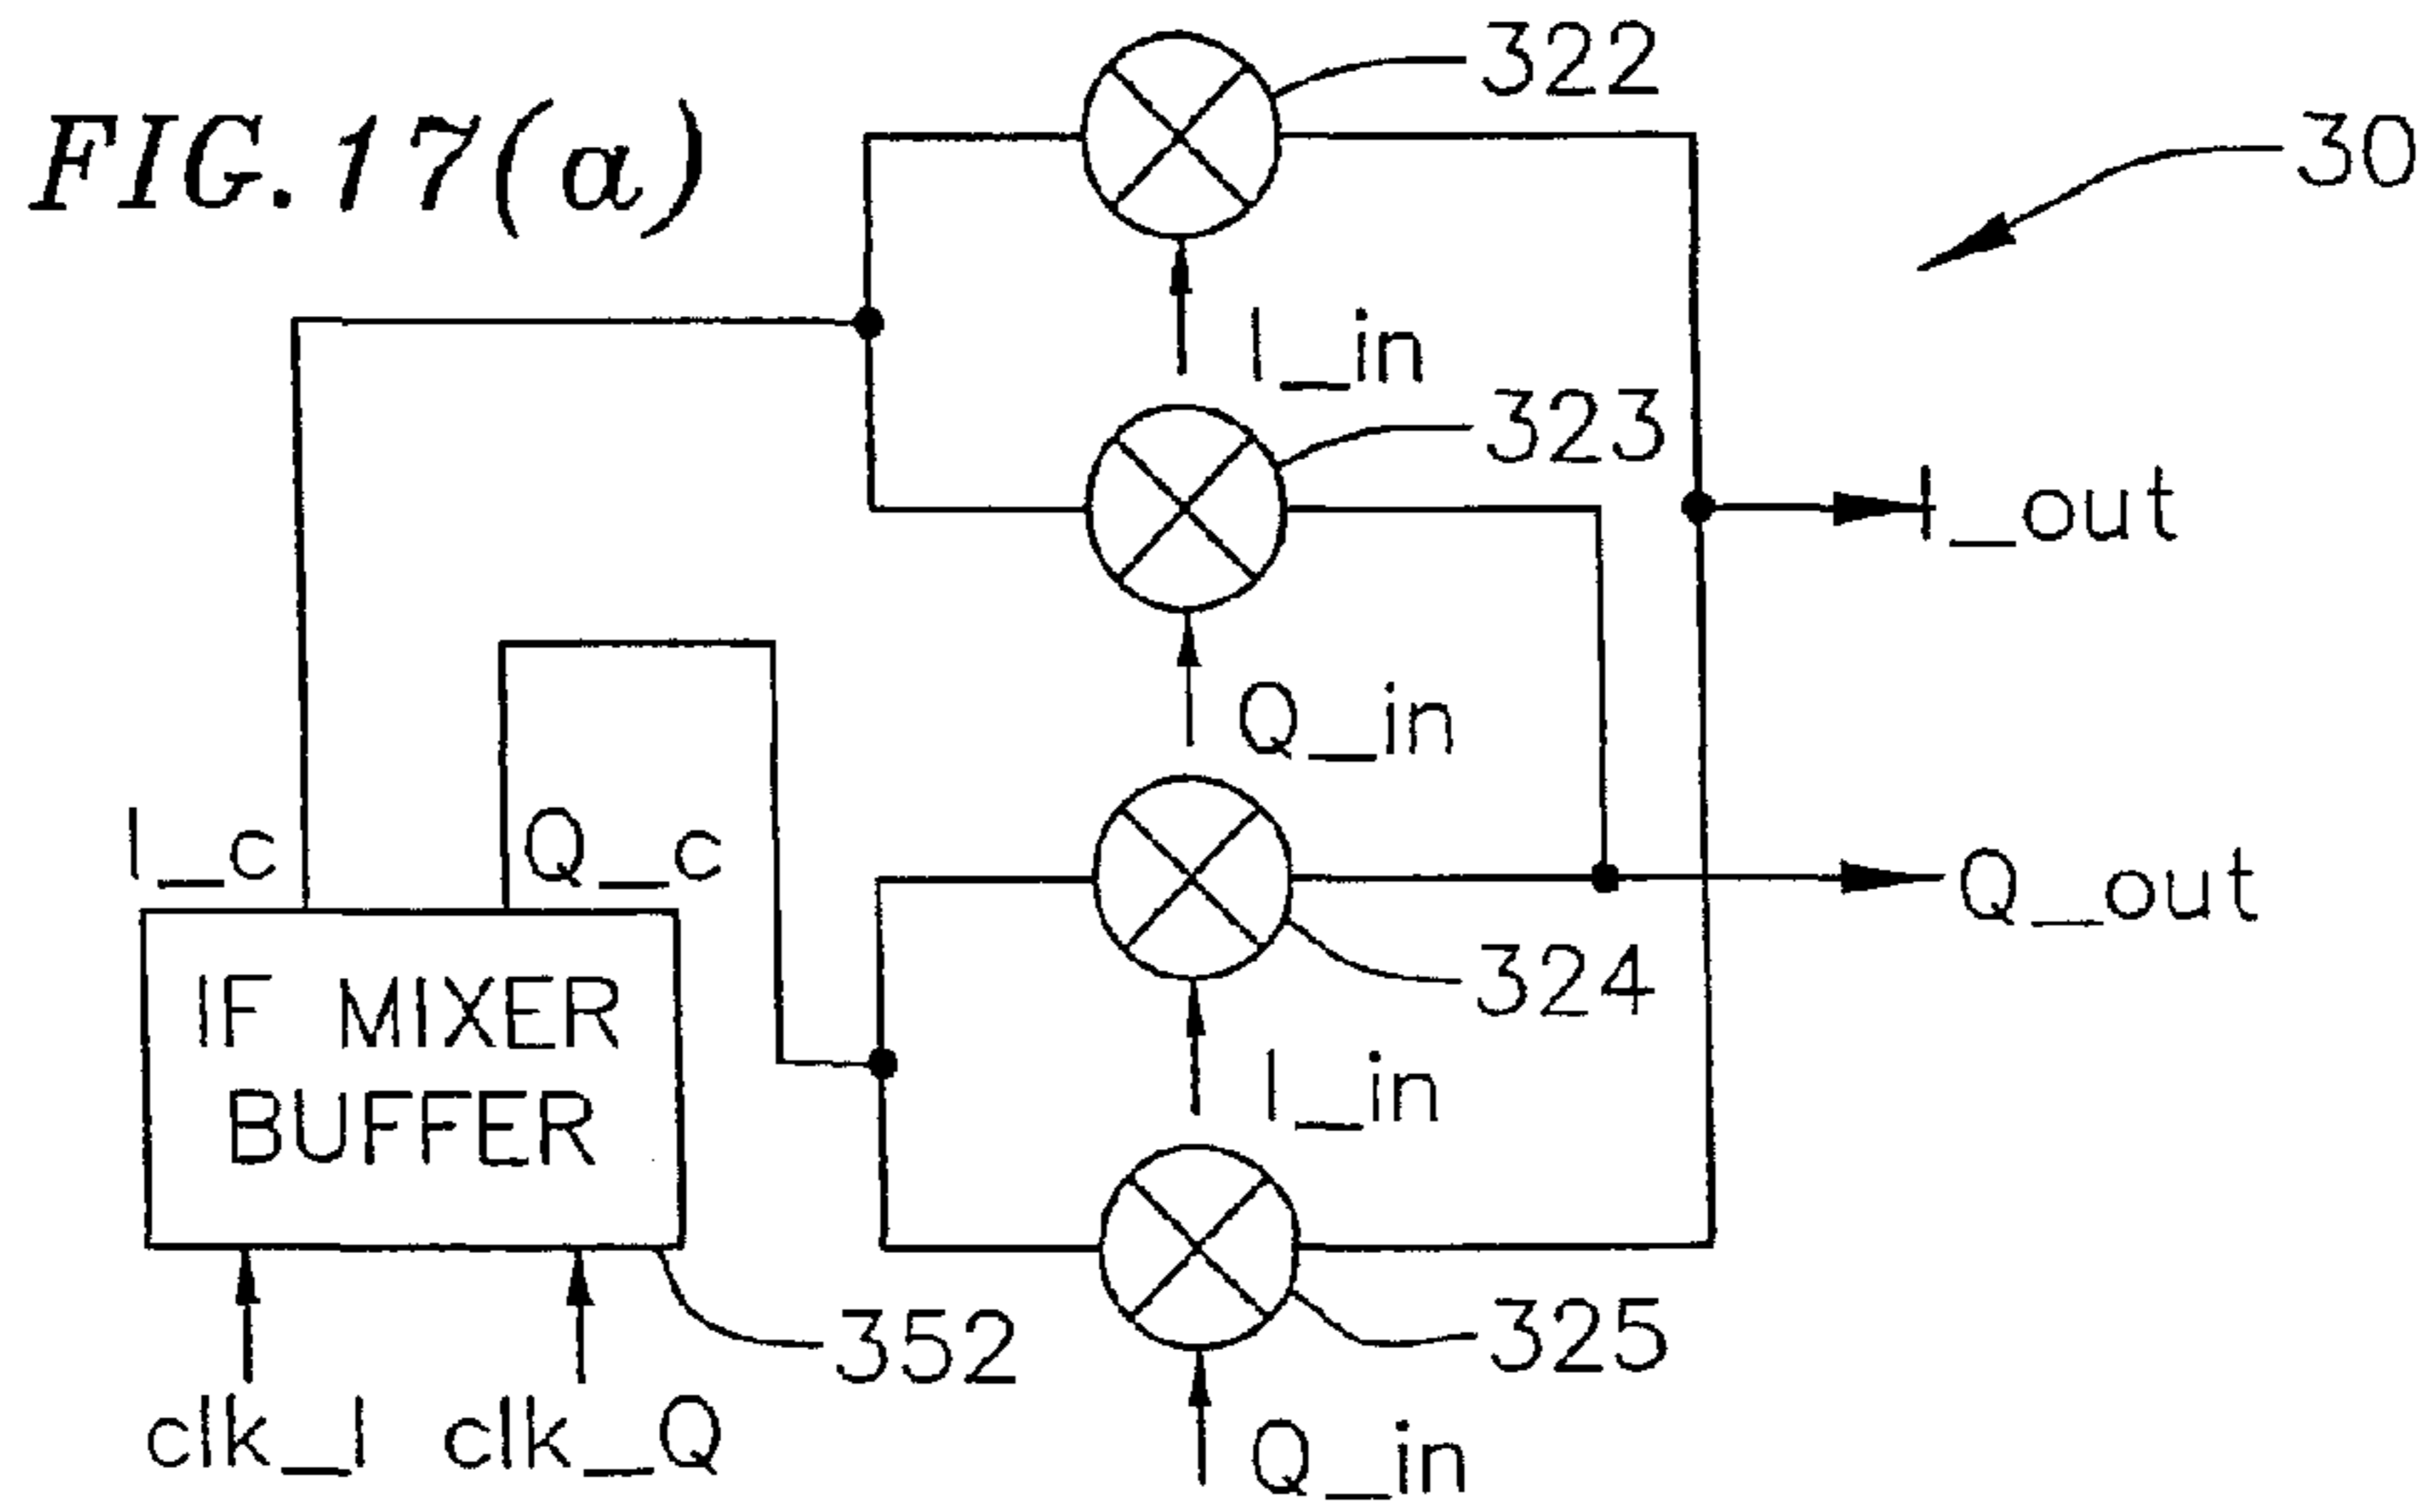 FIG.17(a)
322
30
I_in
323
I_out
Q_in
I_c
Q_c
Q_out
IF MIXER
BUFFER
324
I_in
352
325
clk_I
clk_Q
Q_in